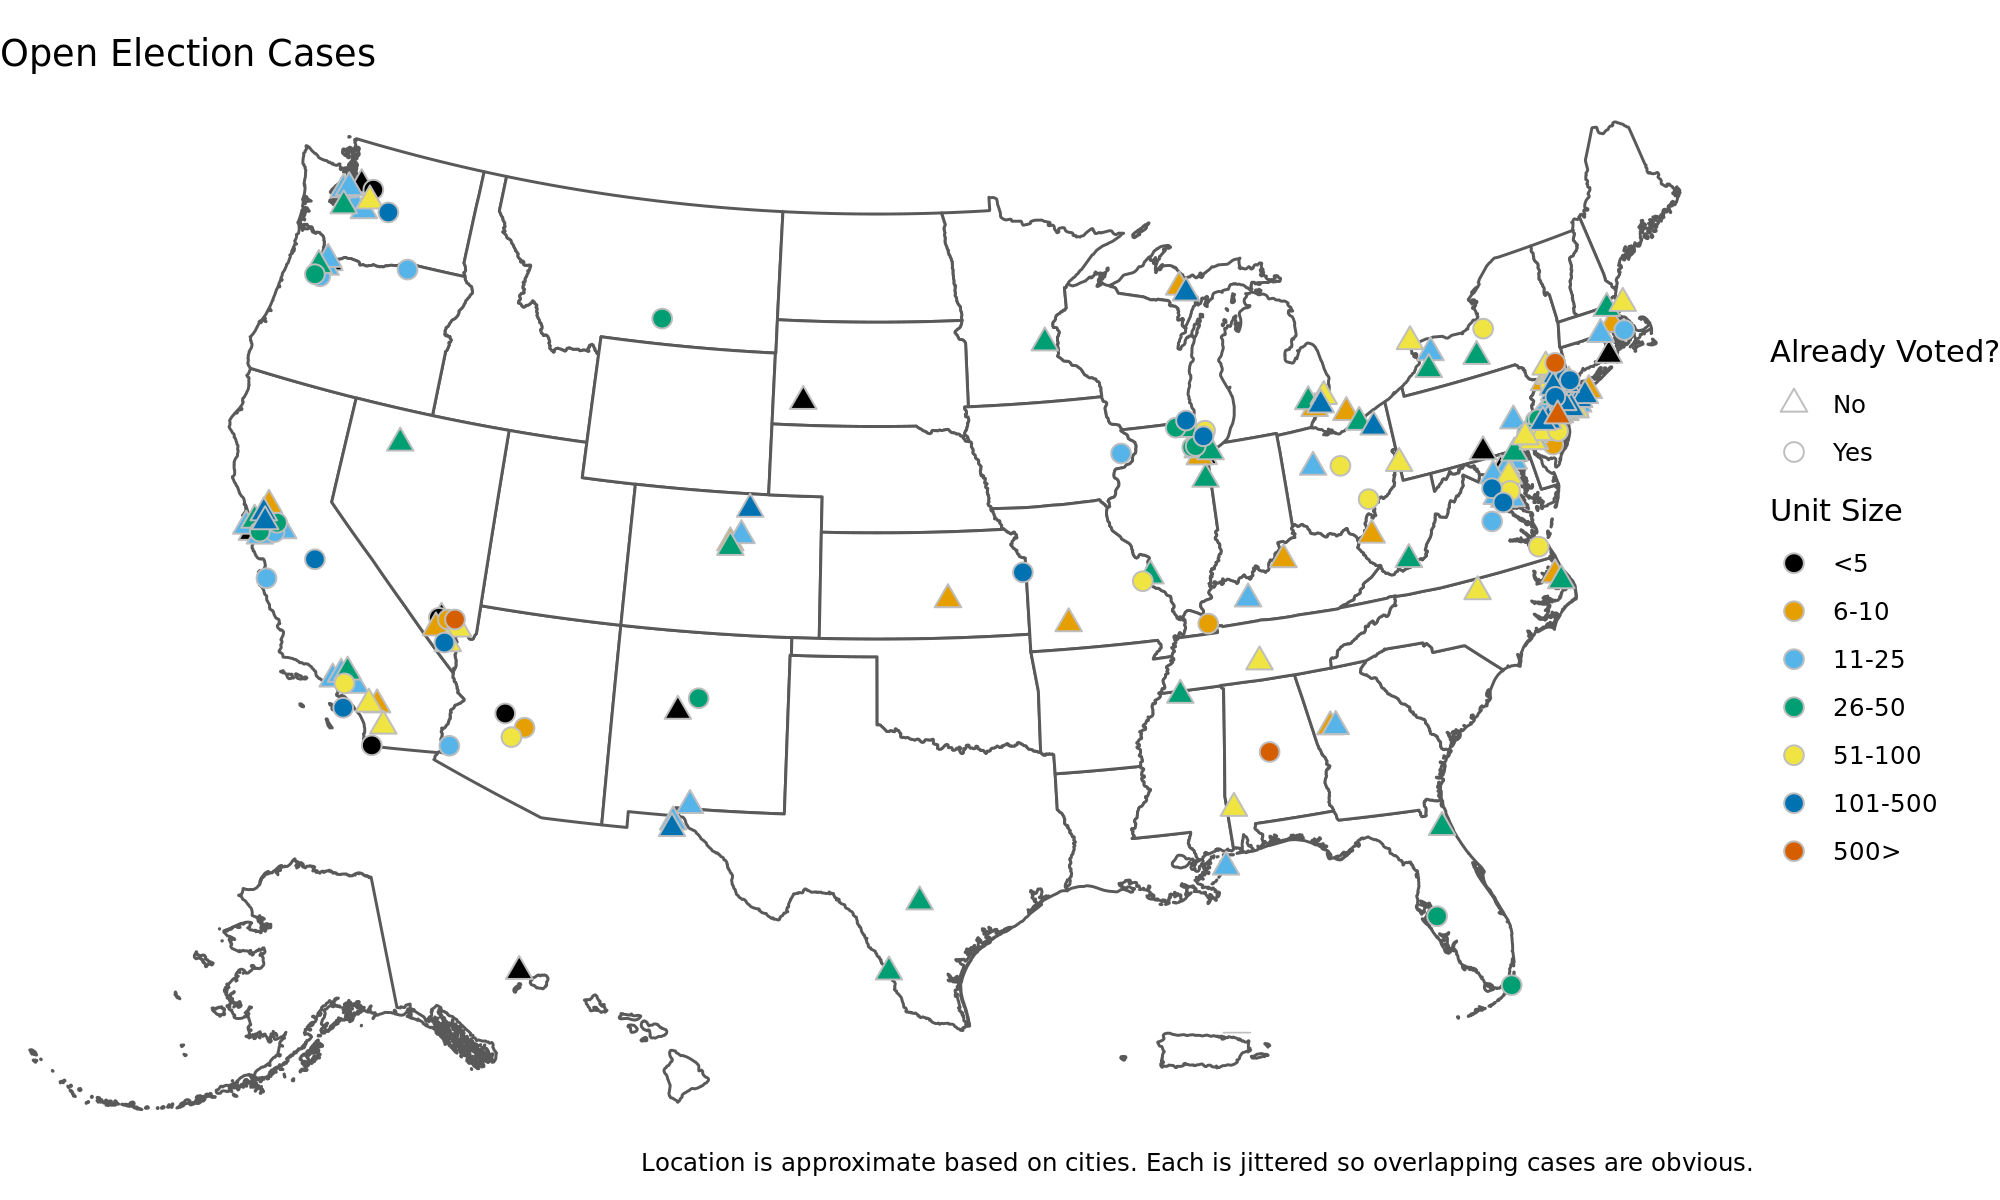 Open Election Cases
Already Voted?
No
Yes
Unit Size
<5
6-10
11-25
26-50
51-100
101-500
500>
Location is approximate based on cities. Each is jittered so overlapping cases are obvious.